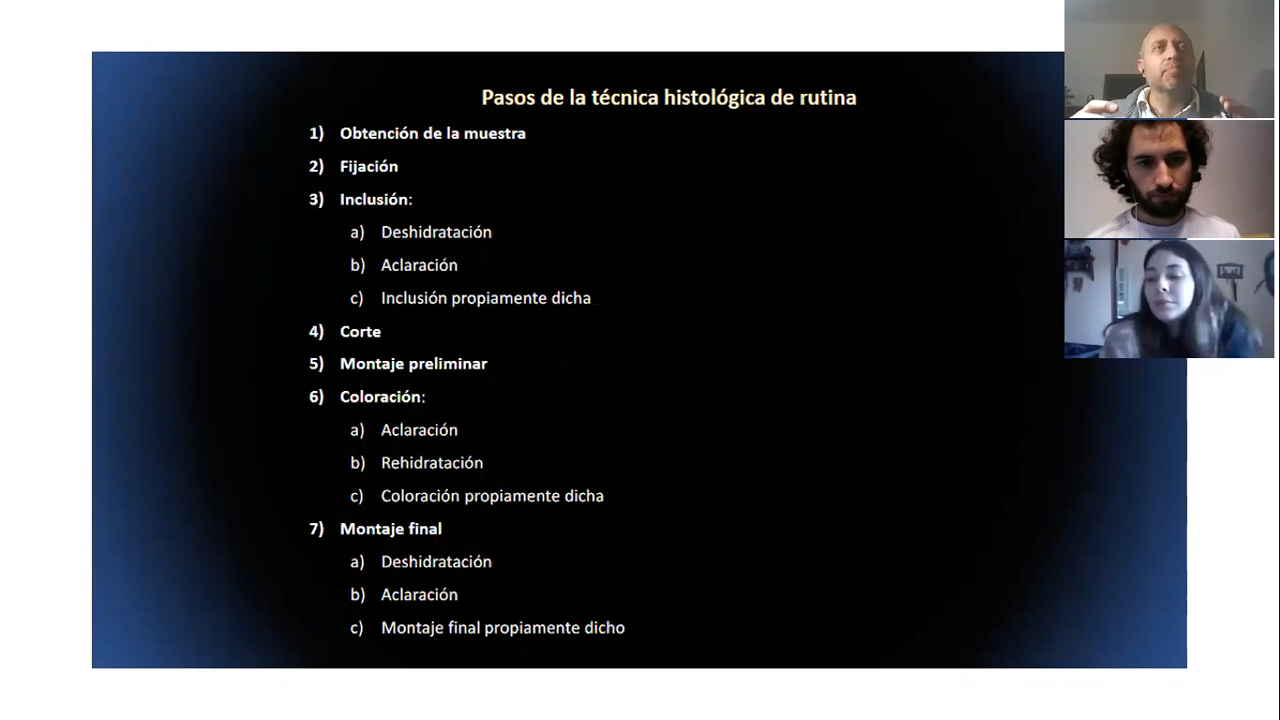 Pasos de la técnica histológica de rutina
1) Obtención de la muestra
2) Fijación
3) Inclusión:
a) Deshidratación
b) Aclaración
c) Inclusión propiamente dicha
4) Corte
5) Montaje preliminar
6) Coloración:
a) Aclaración
b) Rehidratación
c) Coloración propiamente dicha
7) Montaje final
a) Deshidratación
b) Aclaración
c) Montaje final propiamente dicho